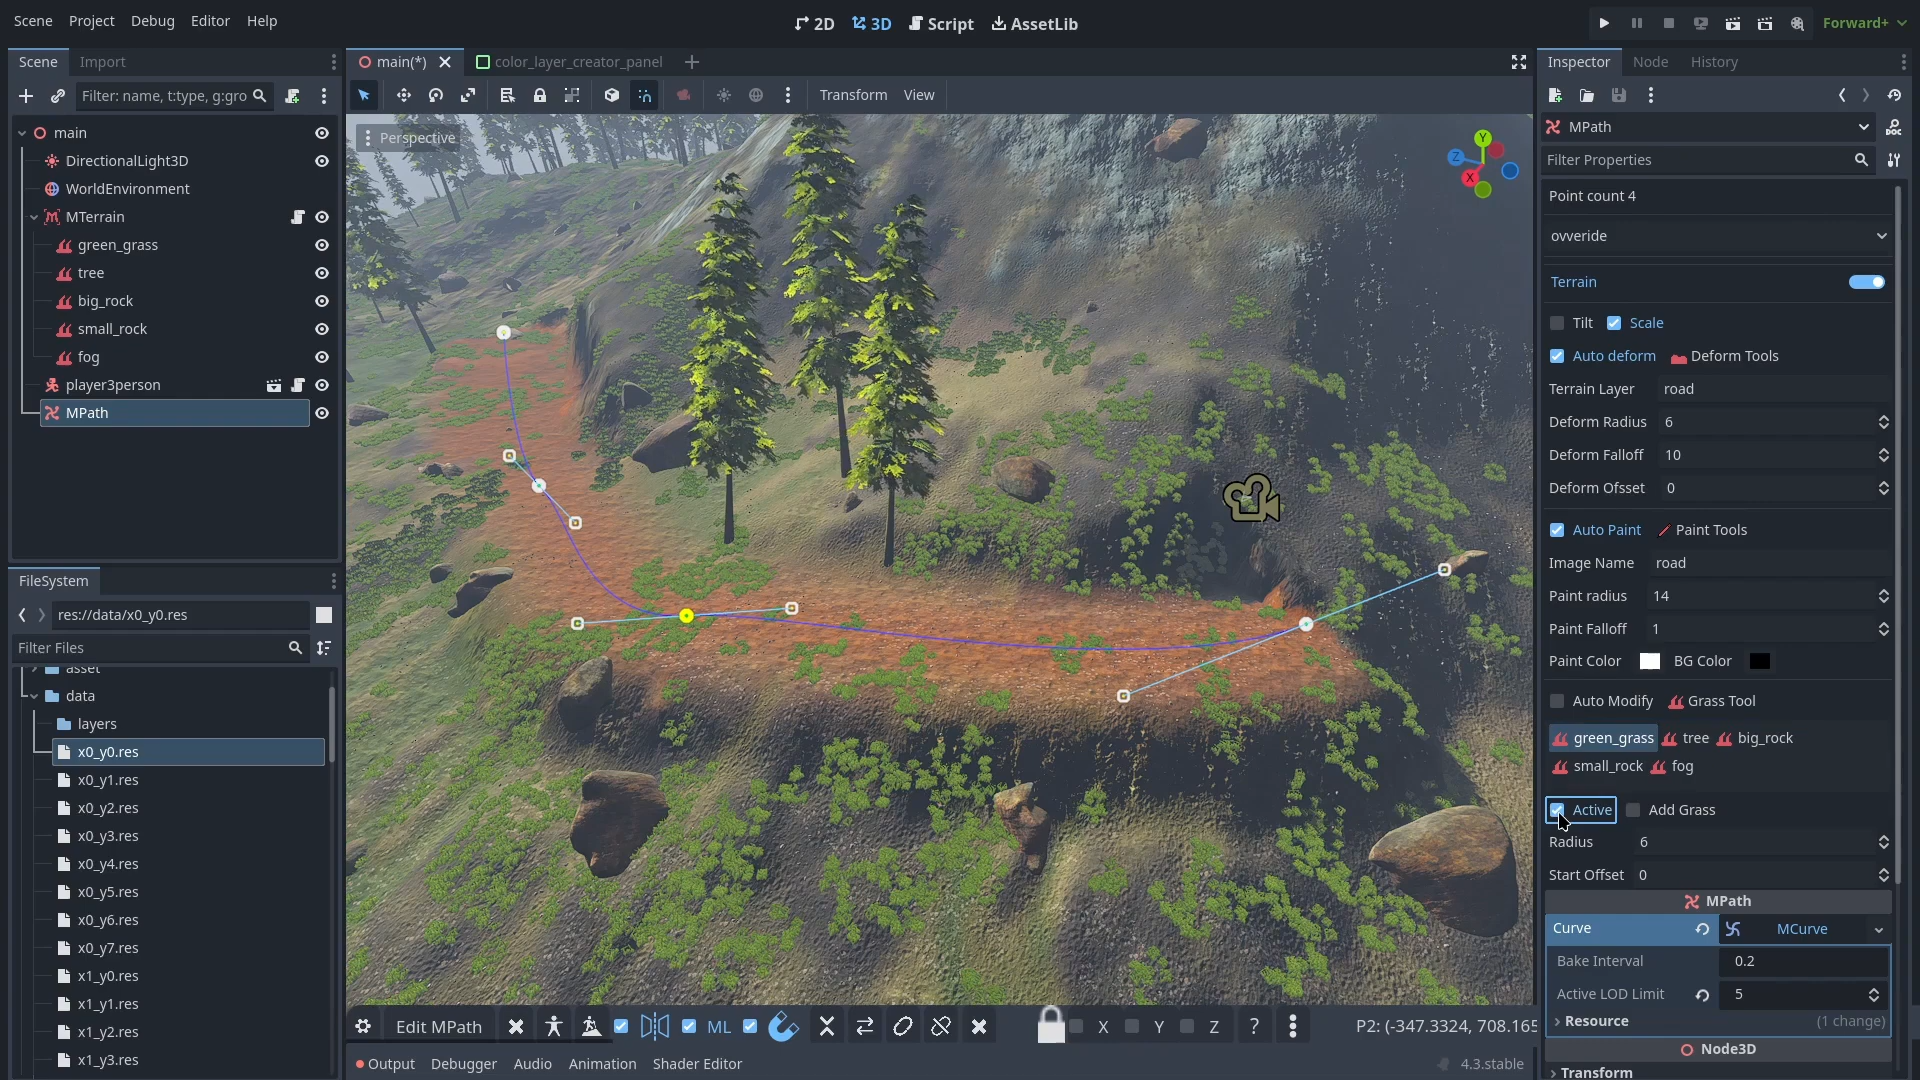 Scene Project Debug Editor Help
2D 3D Script AssetLib
Forward+
Scene Import
Filter: name, t:type, g:gro
main
DirectionalLight3D
WorldEnvironment
MTerrain
green_grass
tree
big_rock
small_rock
fog
player3person
MPath
FileSystem
res://data/x0_y0.res
Filter Files
asset
data
layers
x0_y0.res
x0_y1.res
x0_y2.res
x0_y3.res
x0_y4.res
x0_y5.res
x0_y6.res
x0_y7.res
x1_y0.res
x1_y1.res
x1_y2.res
x1_y3.res
main(*) color_layer_creator_panel
Transform View
Perspective
Y
Z
X
Edit MPath ML X Y Z ? P2: (-347.3324, 708.165
Output Debugger Audio Animation Shader Editor 4.3.stable
Inspector Node History
MPath
Filter Properties
Point count 4
ovveride
Terrain
Tilt Scale
Auto deform Deform Tools
Terrain Layer road
Deform Radius 6
Deform Falloff 10
Deform Ofsset 0
Auto Paint Paint Tools
Image Name road
Paint radius 14
Paint Falloff 1
Paint Color BG Color
Auto Modify Grass Tool
green_grass tree big_rock
small_rock fog
Active Add Grass
Radius 6
Start Offset 0
MPath
Curve MCurve
Bake Interval 0.2
Active LOD Limit 5
Resource (1 change)
Node3D
Transform